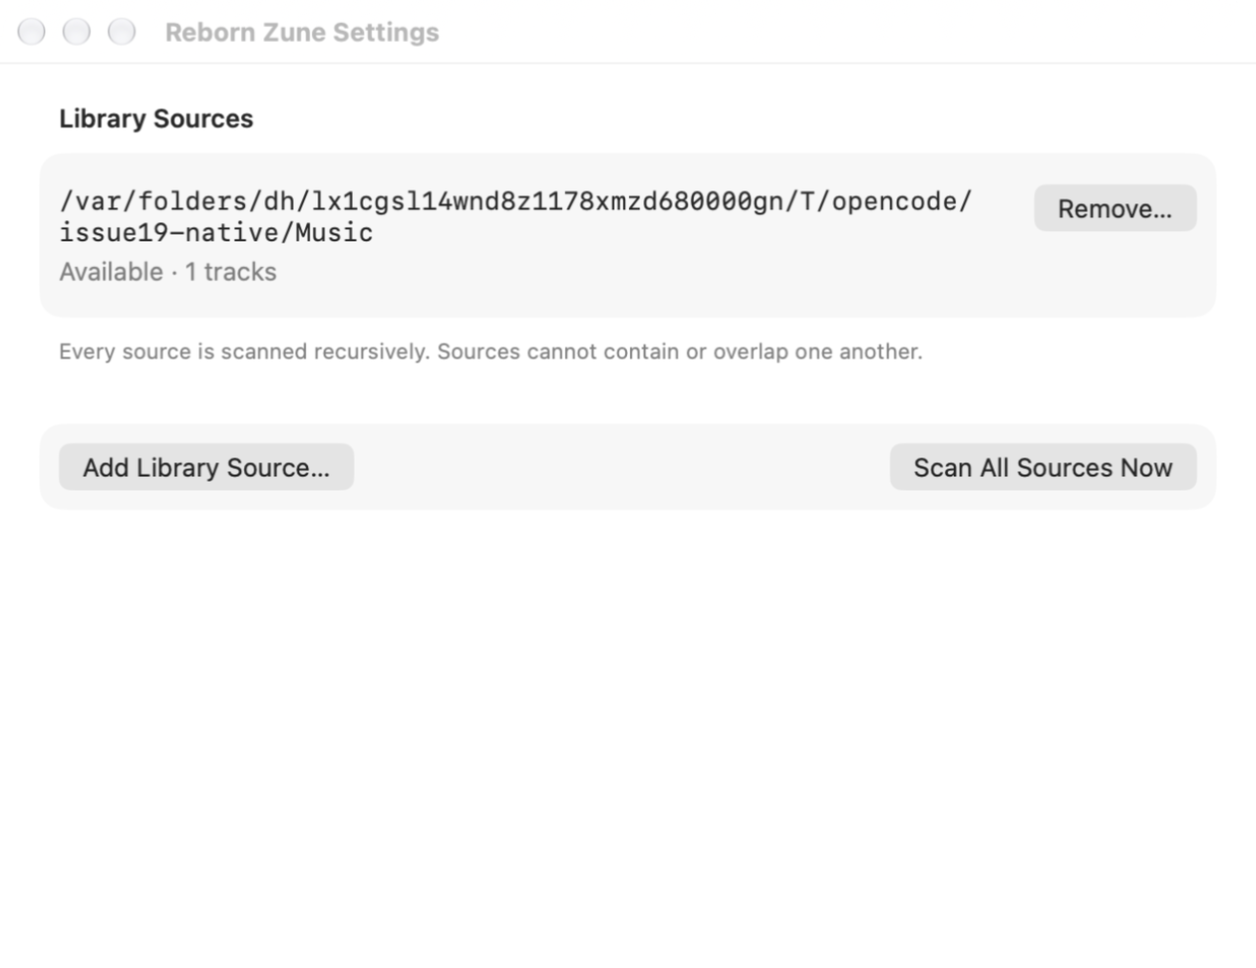 Reborn Zune Settings
Library Sources
/var/folders/dh/lx1cgsl14wnd8z1178xmzd680000gn/T/opencode/
issue19-native/Music
Remove...
Available · 1 tracks
Every source is scanned recursively. Sources cannot contain or overlap one another.
Add Library Source...
Scan All Sources Now